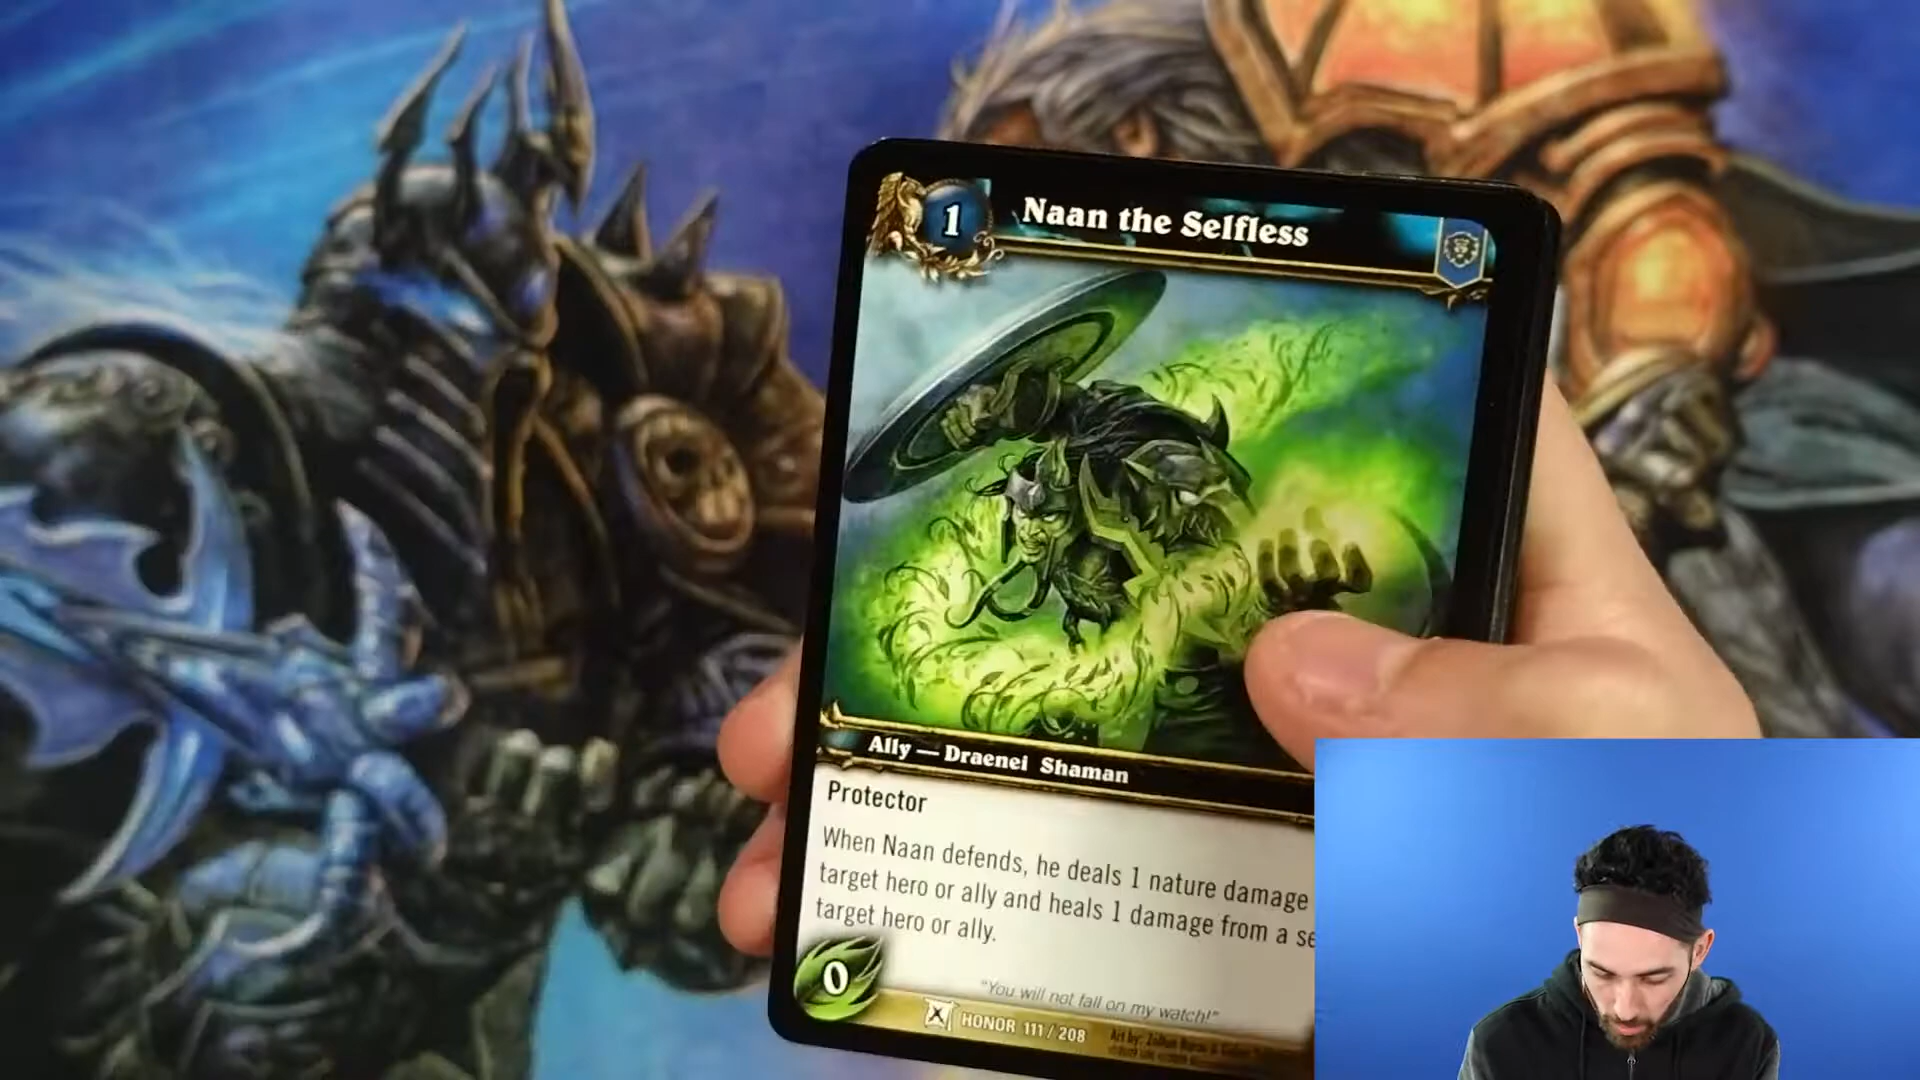 1
Naan the Selfless
Ally — Draenei Shaman
Protector
When Naan defends, he deals 1 nature damage
target hero or ally and heals 1 damage from a se
target hero or ally.
0
"You will not fall on my watch!"
HONOR 111 / 208
Art by: